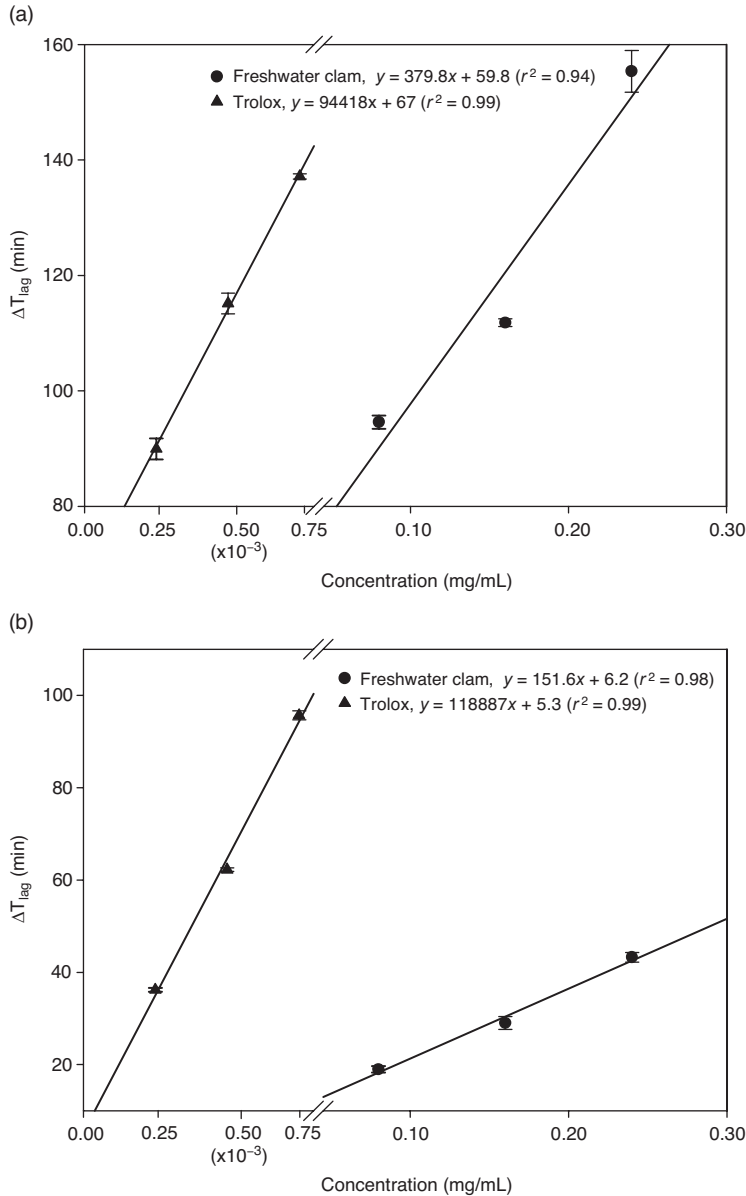 (a)
160
140
120
100
80
ΔT_lag (min)
● Freshwater clam, y = 379.8x + 59.8 (r² = 0.94)
▲ Trolox, y = 94418x + 67 (r² = 0.99)
0.00 0.25 0.50 0.75 0.10 0.20 0.30
(x10⁻³)
Concentration (mg/mL)
(b)
100
80
60
40
20
ΔT_lag (min)
● Freshwater clam, y = 151.6x + 6.2 (r² = 0.98)
▲ Trolox, y = 118887x + 5.3 (r² = 0.99)
0.00 0.25 0.50 0.75 0.10 0.20 0.30
(x10⁻³)
Concentration (mg/mL)